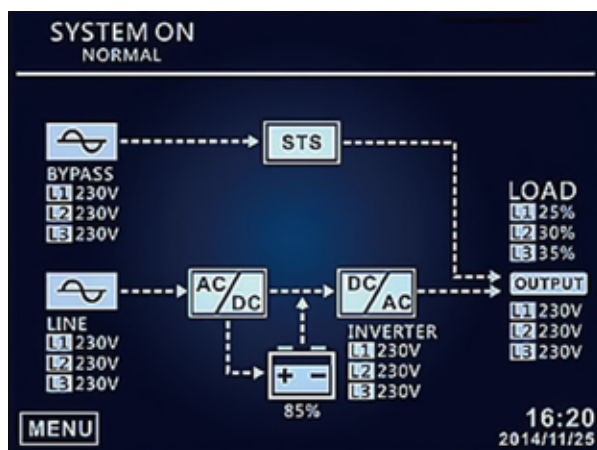 SYSTEM ON
NORMAL
STS
BYPASS
L1 230V
L2 230V
L3 230V
LOAD
L1 25%
L2 30%
L3 35%
OUTPUT
L1 230V
L2 230V
L3 230V
AC/DC
DC/AC
LINE
L1 230V
L2 230V
L3 230V
INVERTER
L1 230V
L2 230V
L3 230V
+ −
85%
MENU
16:20
2014/11/25